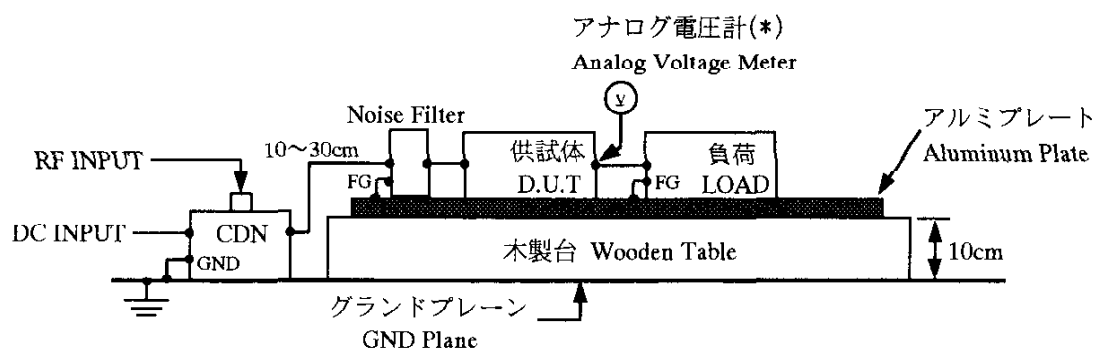 アナログ電圧計(*)
Analog Voltage Meter
V
Noise Filter
アルミプレート
Aluminum Plate
RF INPUT
10～30cm
供試体
D.U.T
負荷
LOAD
FG
FG
DC INPUT
CDN
GND
木製台 Wooden Table
10cm
グランドプレーン
GND Plane